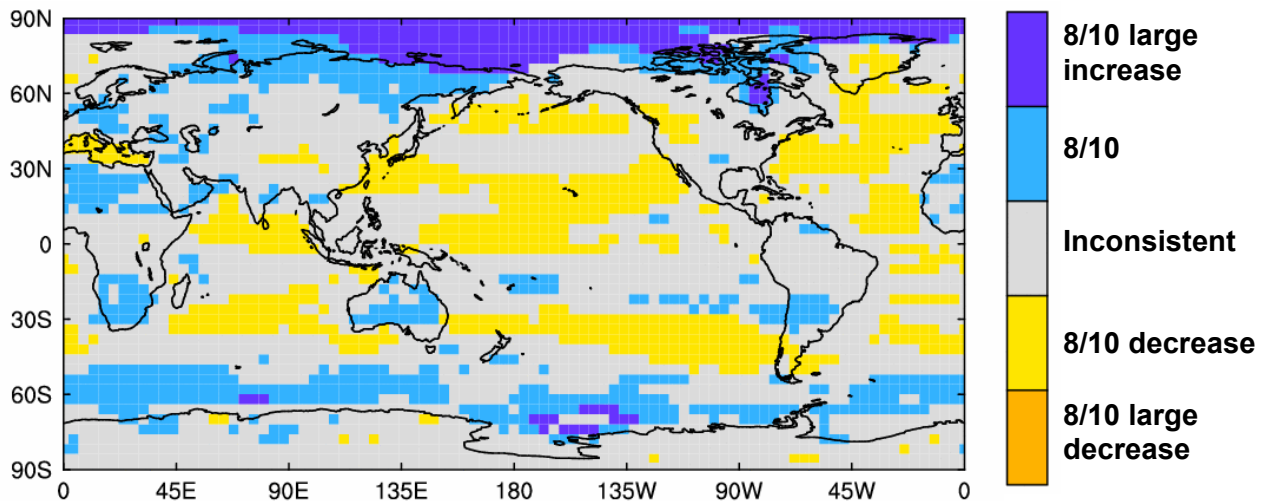 90N
60N
30N
0
30S
60S
90S
0 45E 90E 135E 180 135W 90W 45W 0
8/10 large
increase
8/10
Inconsistent
8/10 decrease
8/10 large
decrease